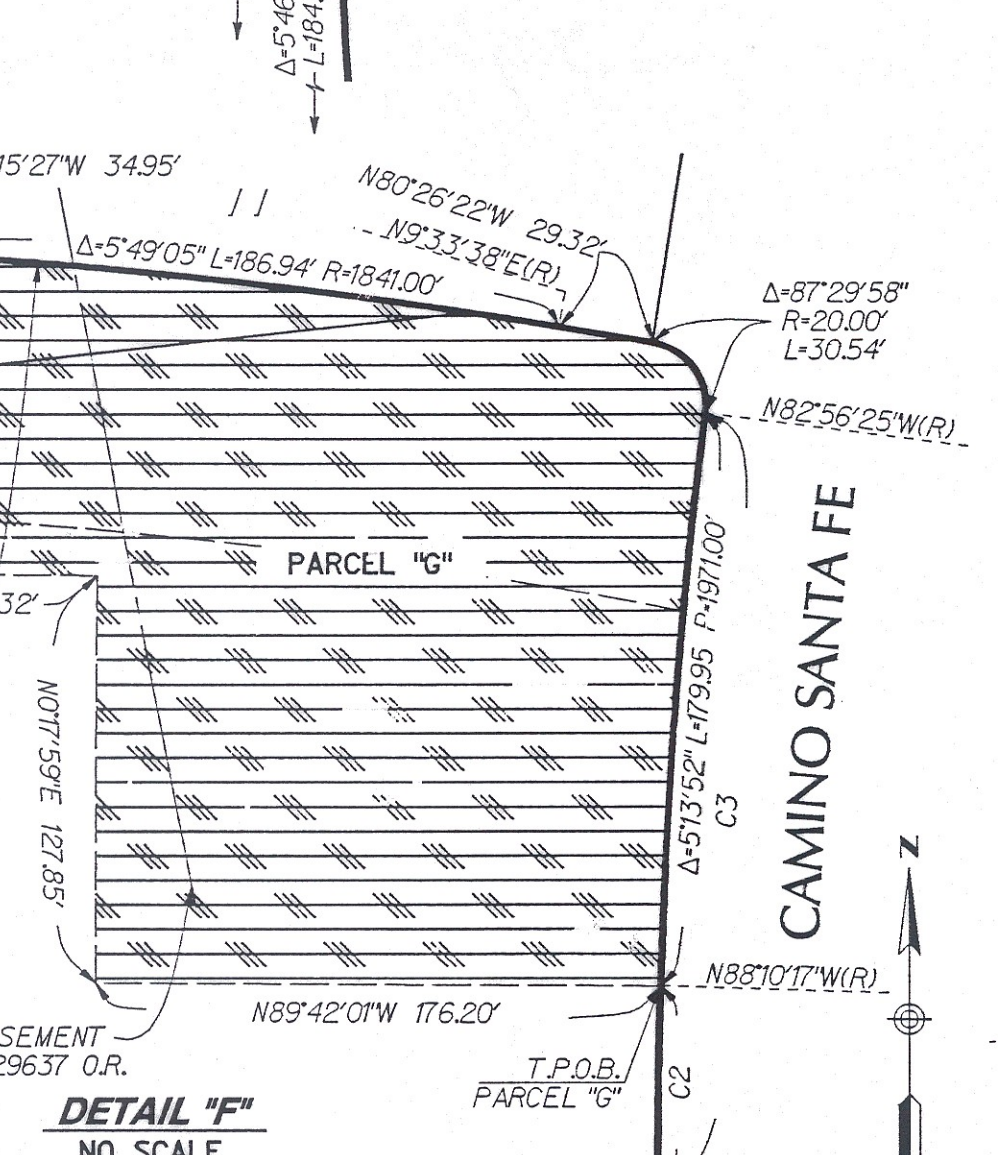 Δ=5°46
L=184.
15'27"W 34.95'
11
N80°26'22"W 29.32'
N9°33'38"E(R)
Δ=5°49'05" L=186.94' R=1841.00'
Δ=87°29'58"
R=20.00'
L=30.54'
N82°56'25"W(R)
PARCEL "G"
32'
N0°17'59"E 127.85'
Δ=5°13'52" L=179.95 R=1971.00'
C3
CAMINO SANTA FE
N
N88°10'17"W(R)
N89°42'01"W 176.20'
SEMENT
29637 O.R.
T.P.O.B.
PARCEL "G"
C2
DETAIL "F"
NO SCALE